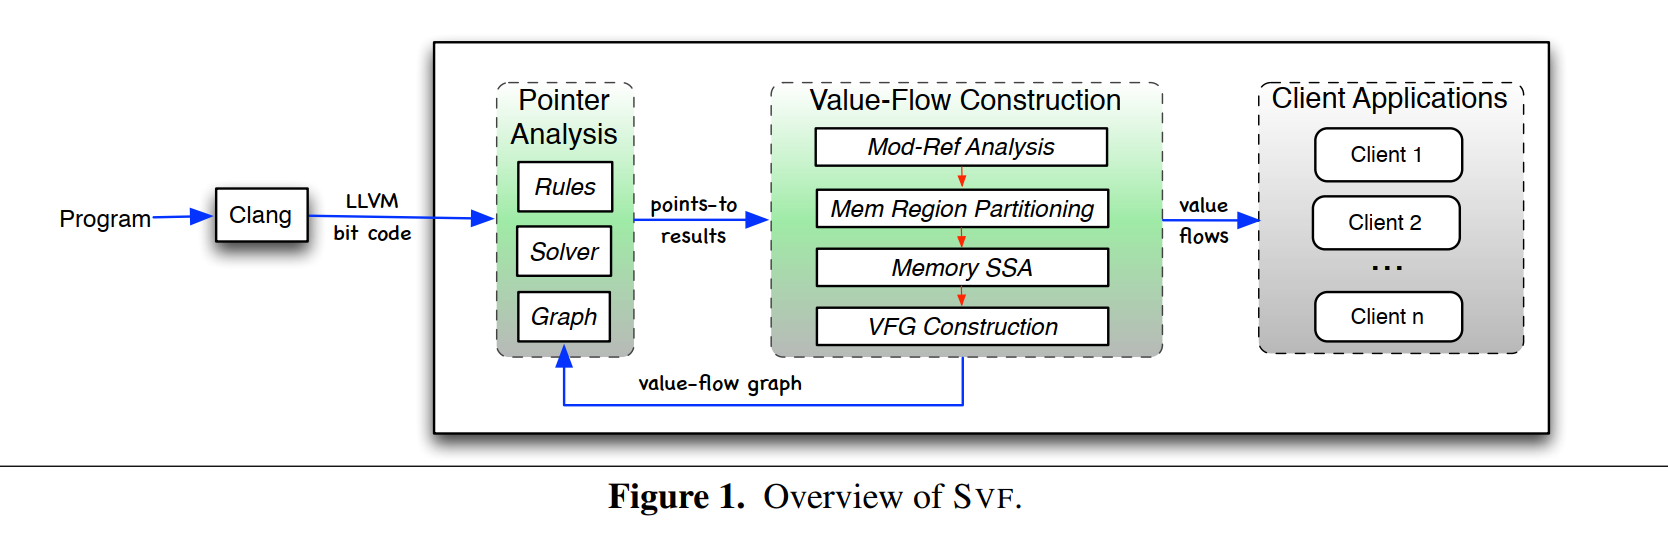 Program
Clang
LLVM
bit code
Pointer
Analysis
Rules
Solver
Graph
points-to
results
Value-Flow Construction
Mod-Ref Analysis
Mem Region Partitioning
Memory SSA
VFG Construction
value-flow graph
value
flows
Client Applications
Client 1
Client 2
...
Client n
Figure 1. Overview of SVF.